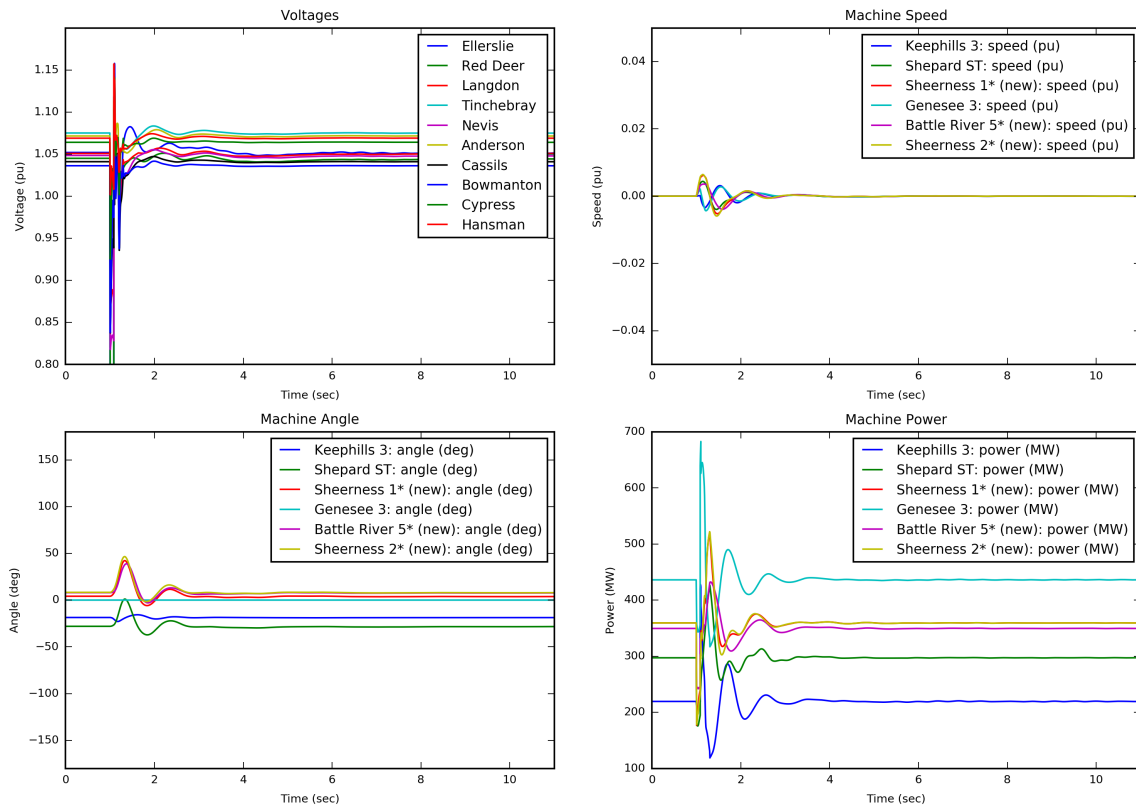 Voltages
1.15
1.10
1.05
1.00
0.95
0.90
0.85
0.80
Voltage (pu)
0
2
4
6
8
10
Time (sec)
Ellerslie
Red Deer
Langdon
Tinchebray
Nevis
Anderson
Cassils
Bowmanton
Cypress
Hansman
Machine Speed
0.04
0.02
0.00
−0.02
−0.04
Speed (pu)
0
2
4
6
8
10
Time (sec)
Keephills 3: speed (pu)
Shepard ST: speed (pu)
Sheerness 1* (new): speed (pu)
Genesee 3: speed (pu)
Battle River 5* (new): speed (pu)
Sheerness 2* (new): speed (pu)
Machine Angle
150
100
50
0
−50
−100
−150
Angle (deg)
0
2
4
6
8
10
Time (sec)
Keephills 3: angle (deg)
Shepard ST: angle (deg)
Sheerness 1* (new): angle (deg)
Genesee 3: angle (deg)
Battle River 5* (new): angle (deg)
Sheerness 2* (new): angle (deg)
Machine Power
700
600
500
400
300
200
100
Power (MW)
0
2
4
6
8
10
Time (sec)
Keephills 3: power (MW)
Shepard ST: power (MW)
Sheerness 1* (new): power (MW)
Genesee 3: power (MW)
Battle River 5* (new): power (MW)
Sheerness 2* (new): power (MW)